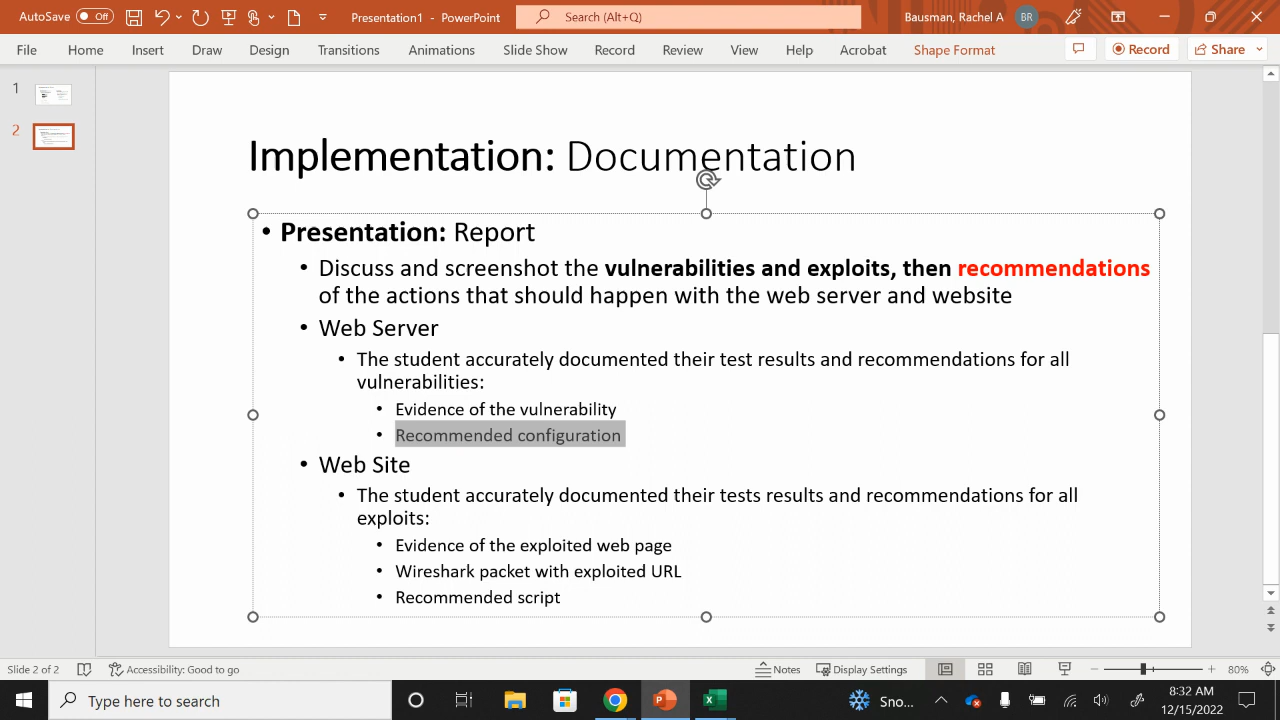 AutoSave Off Presentation1 - PowerPoint Search (Alt+Q) Bausman, Rachel A BR
File Home Insert Draw Design Transitions Animations Slide Show Record Review View Help Acrobat Shape Format Record Share
1
2
Implementation: Documentation
• Presentation: Report
• Discuss and screenshot the vulnerabilities and exploits, then recommendations
of the actions that should happen with the web server and website
• Web Server
• The student accurately documented their test results and recommendations for all
vulnerabilities:
• Evidence of the vulnerability
• Recommended configuration
• Web Site
• The student accurately documented their tests results and recommendations for all
exploits:
• Evidence of the exploited web page
• Wireshark packet with exploited URL
• Recommended script
Slide 2 of 2 Accessibility: Good to go Notes Display Settings 80%
Type here to search Sno... 8:32 AM
12/15/2022